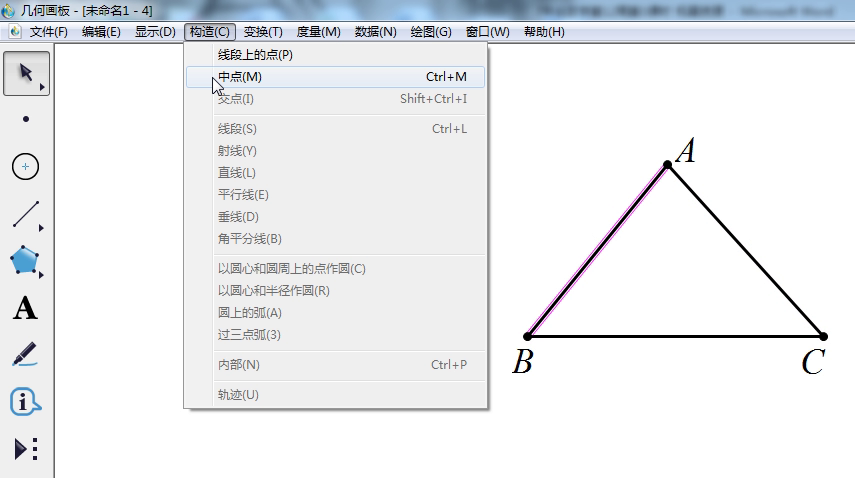 几何画板 - [未命名1 - 4]
文件(F) 编辑(E) 显示(D) 构造(C) 变换(T) 度量(M) 数据(N) 绘图(G) 窗口(W) 帮助(H)
线段上的点(P)
中点(M) Ctrl+M
交点(I) Shift+Ctrl+I
线段(S) Ctrl+L
射线(Y)
直线(L)
平行线(E)
垂线(D)
角平分线(B)
以圆心和圆周上的点作圆(C)
以圆心和半径作圆(R)
圆上的弧(A)
过三点弧(3)
内部(N) Ctrl+P
轨迹(U)
A
A
B
C